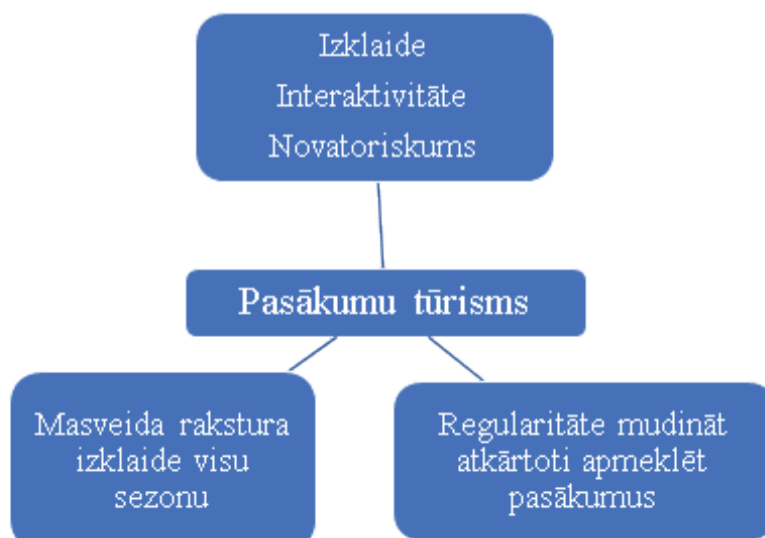 Izklaide
Interaktivitāte
Novatoriskums
Pasākumu tūrisms
Masveida rakstura
izklaide visu
sezonu
Regularitāte mudināt
atkārtoti apmeklēt
pasākumus